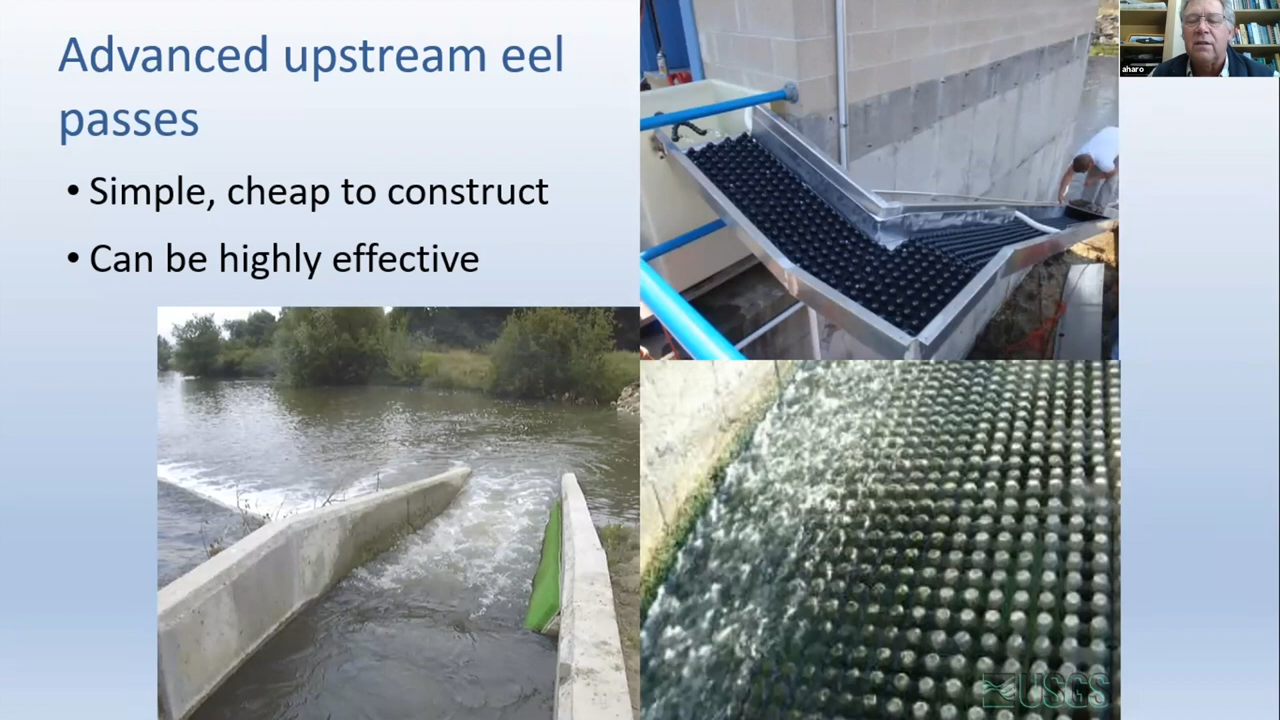 Advanced upstream eel
passes
• Simple, cheap to construct
• Can be highly effective
aharo
USGS